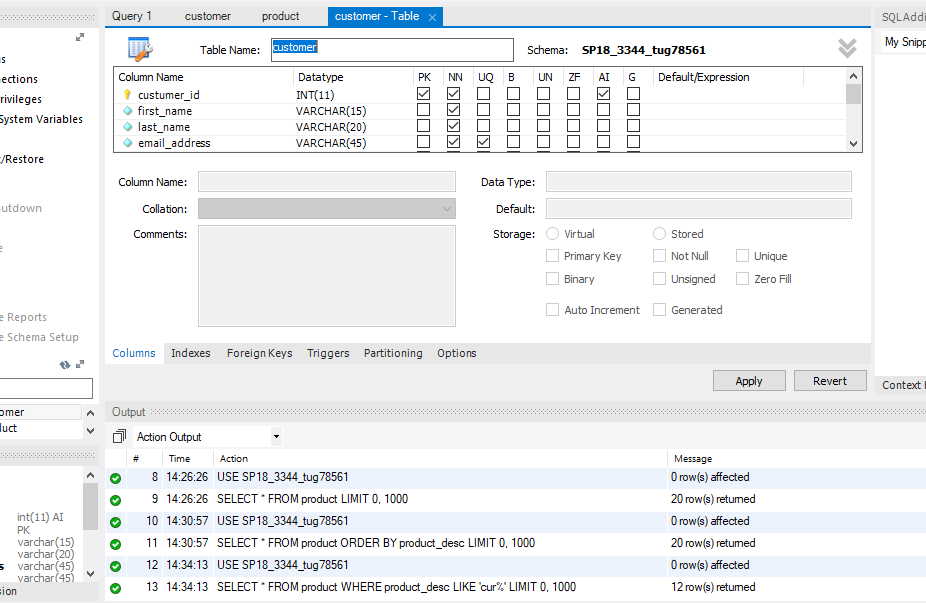 Query 1 customer product customer - Table
SQLAddi
My Snipp
Table Name: customer Schema: SP18_3344_tug78561
Column Name Datatype PK NN UQ B UN ZF AI G Default/Expression
custumer_id INT(11)
first_name VARCHAR(15)
last_name VARCHAR(20)
email_address VARCHAR(45)
s
nections
rivileges
System Variables
/Restore
utdown
e
e Reports
e Schema Setup
Column Name: Data Type:
Collation: Default:
Comments: Storage: Virtual Stored
Primary Key Not Null Unique
Binary Unsigned Zero Fill
Auto Increment Generated
Columns Indexes Foreign Keys Triggers Partitioning Options
Apply Revert
Context H
omer
uct
int(11) AI
PK
varchar(15)
varchar(20)
s varchar(45)
varchar(45)
sion
Output
Action Output
# Time Action Message
8 14:26:26 USE SP18_3344_tug78561 0 row(s) affected
9 14:26:26 SELECT * FROM product LIMIT 0, 1000 20 row(s) returned
10 14:30:57 USE SP18_3344_tug78561 0 row(s) affected
11 14:30:57 SELECT * FROM product ORDER BY product_desc LIMIT 0, 1000 20 row(s) returned
12 14:34:13 USE SP18_3344_tug78561 0 row(s) affected
13 14:34:13 SELECT * FROM product WHERE product_desc LIKE 'cur%' LIMIT 0, 1000 12 row(s) returned